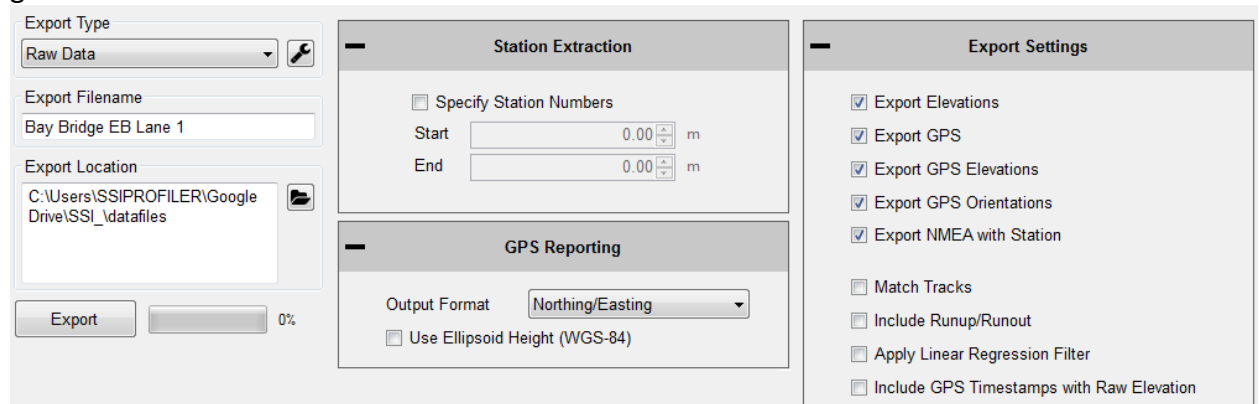 Export Type
Raw Data
Export Filename
Bay Bridge EB Lane 1
Export Location
C:\Users\SSIPROFILER\Google
Drive\SSI_\datafiles
Export
0%
Station Extraction
Specify Station Numbers
Start 0.00 m
End 0.00 m
GPS Reporting
Output Format Northing/Easting
Use Ellipsoid Height (WGS-84)
Export Settings
Export Elevations
Export GPS
Export GPS Elevations
Export GPS Orientations
Export NMEA with Station
Match Tracks
Include Runup/Runout
Apply Linear Regression Filter
Include GPS Timestamps with Raw Elevation